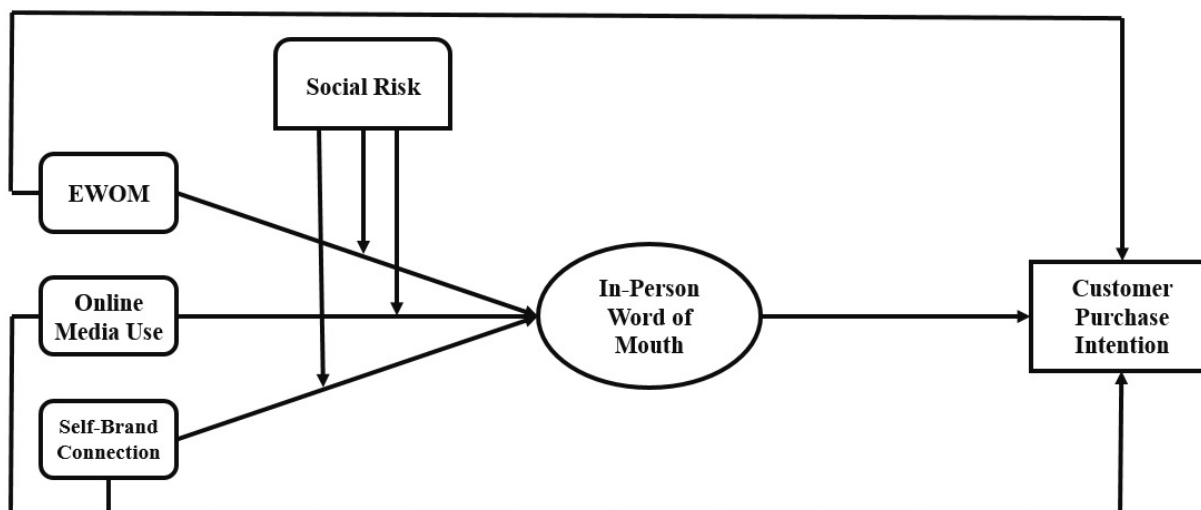 Social Risk
EWOM
Online
Media Use
Self-Brand
Connection
In-Person
Word of
Mouth
Customer
Purchase
Intention